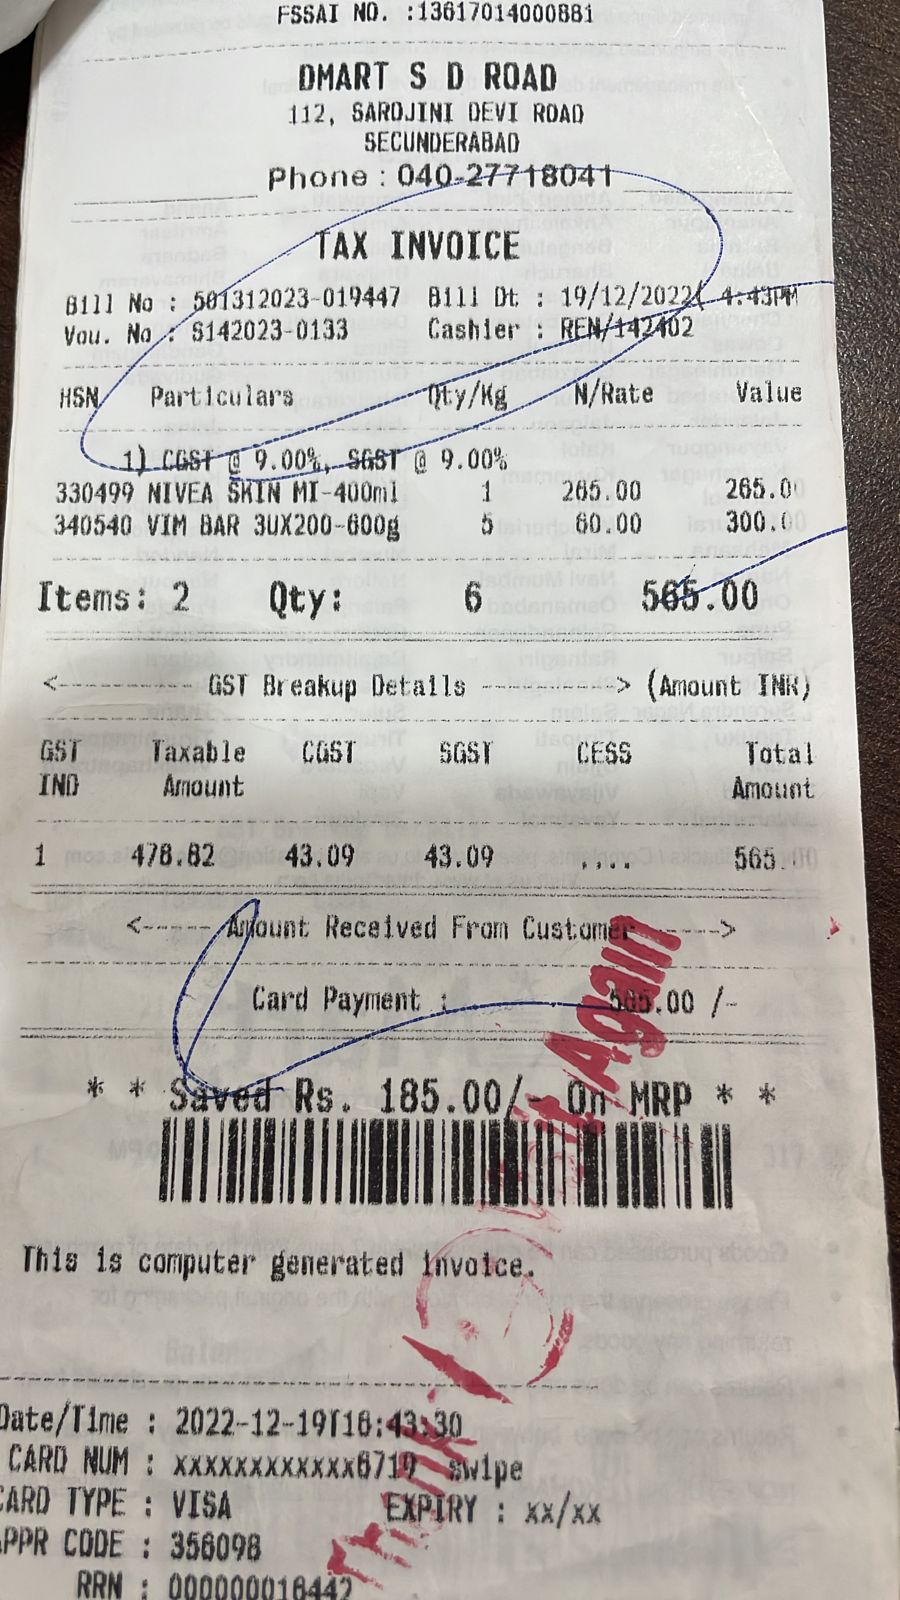 FSSAI NO. :13617014000881
DMART S D ROAD
112, SAROJINI DEVI ROAD
SECUNDERABAD
Phone : 040-27718041
TAX INVOICE
Bill No : 501312023-019447 Bill Dt : 19/12/2022( 4:43PM
Vou. No : S142023-0133 Cashier : REN/142402
HSN Particulars Qty/Kg N/Rate Value
1) CGST @ 9.00%, SGST @ 9.00%
330499 NIVEA SKIN MI-400ml 1 265.00 265.0
340540 VIM BAR 3UX200-600g 5 60.00 300.00
Items: 2 Qty: 6 565.00
<----------- GST Breakup Details -----------> (Amount INR)
GST Taxable CGST SGST CESS Total
IND Amount Amount
1 478.82 43.09 43.09 .... 565.00
<----- Amount Received From Customer ----->
Card Payment : 565.00 /-
* * Saved Rs. 185.00/- On MRP * *
This is computer generated invoice.
Date/Time : 2022-12-19T16:43:30
CARD NUM : xxxxxxxxxxxx6719 swipe
CARD TYPE : VISA EXPIRY : xx/xx
APPR CODE : 356098
RRN : 000000016442
Thank Visit Again